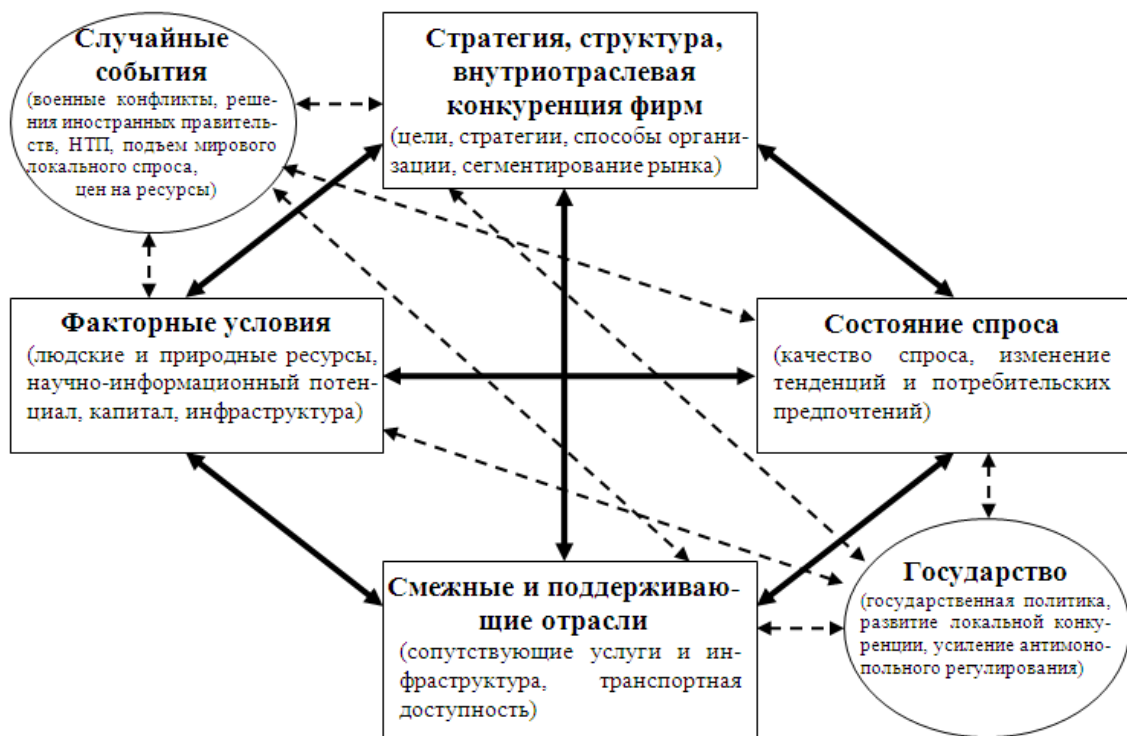 Случайные
события
(военные конфликты, реше-
ния иностранных правитель-
ств, НТП, подъем мирового
локального спроса,
цен на ресурсы)
Стратегия, структура,
внутриотраслевая
конкуренция фирм
(цели, стратегии, способы органи-
зации, сегментирование рынка)
Факторные условия
(людские и природные ресурсы,
научно-информационный потен-
циал, капитал, инфраструктура)
Состояние спроса
(качество спроса, изменение
тенденций и потребительских
предпочтений)
Смежные и поддерживаю-
щие отрасли
(сопутствующие услуги и ин-
фраструктура, транспортная
доступность)
Государство
(государственная политика,
развитие локальной конку-
ренции, усиление антимоно-
польного регулирования)